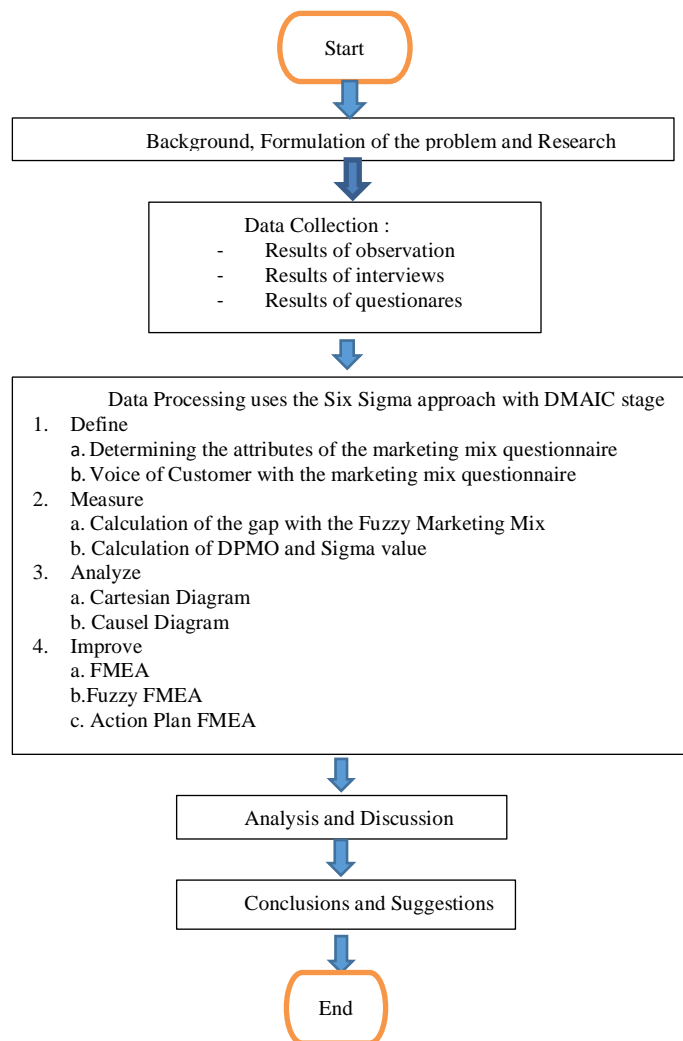 Start
Background, Formulation of the problem and Research
Data Collection :
- Results of observation
- Results of interviews
- Results of questionares
Data Processing uses the Six Sigma approach with DMAIC stage
1. Define
a. Determining the attributes of the marketing mix questionnaire
b. Voice of Customer with the marketing mix questionnaire
2. Measure
a. Calculation of the gap with the Fuzzy Marketing Mix
b. Calculation of DPMO and Sigma value
3. Analyze
a. Cartesian Diagram
b. Causel Diagram
4. Improve
a. FMEA
b.Fuzzy FMEA
c. Action Plan FMEA
Analysis and Discussion
Conclusions and Suggestions
End